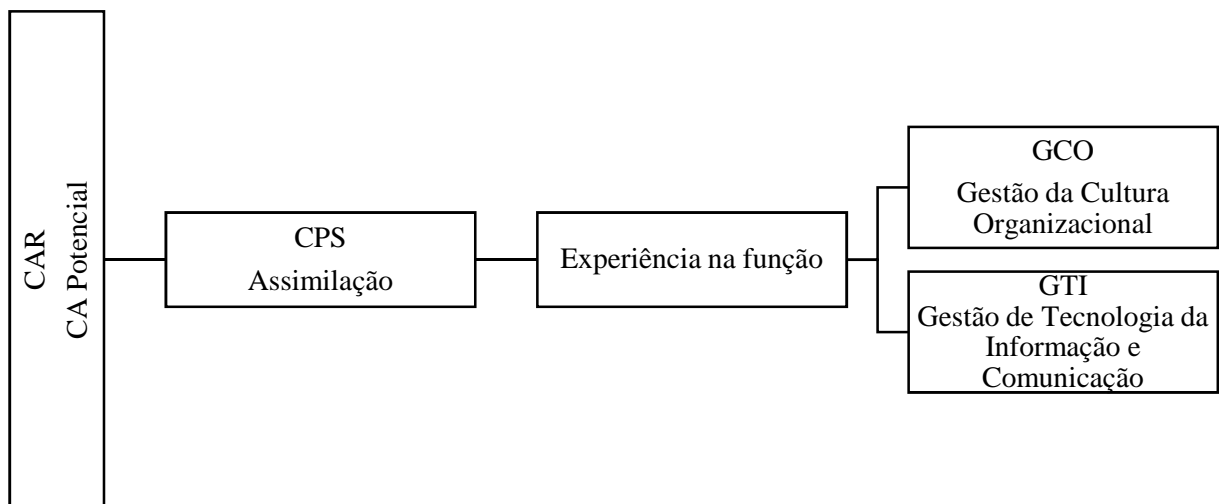 CAR
CA Potencial
CPS
Assimilação
Experiência na função
GCO
Gestão da Cultura
Organizacional
GTI
Gestão de Tecnologia da
Informação e
Comunicação